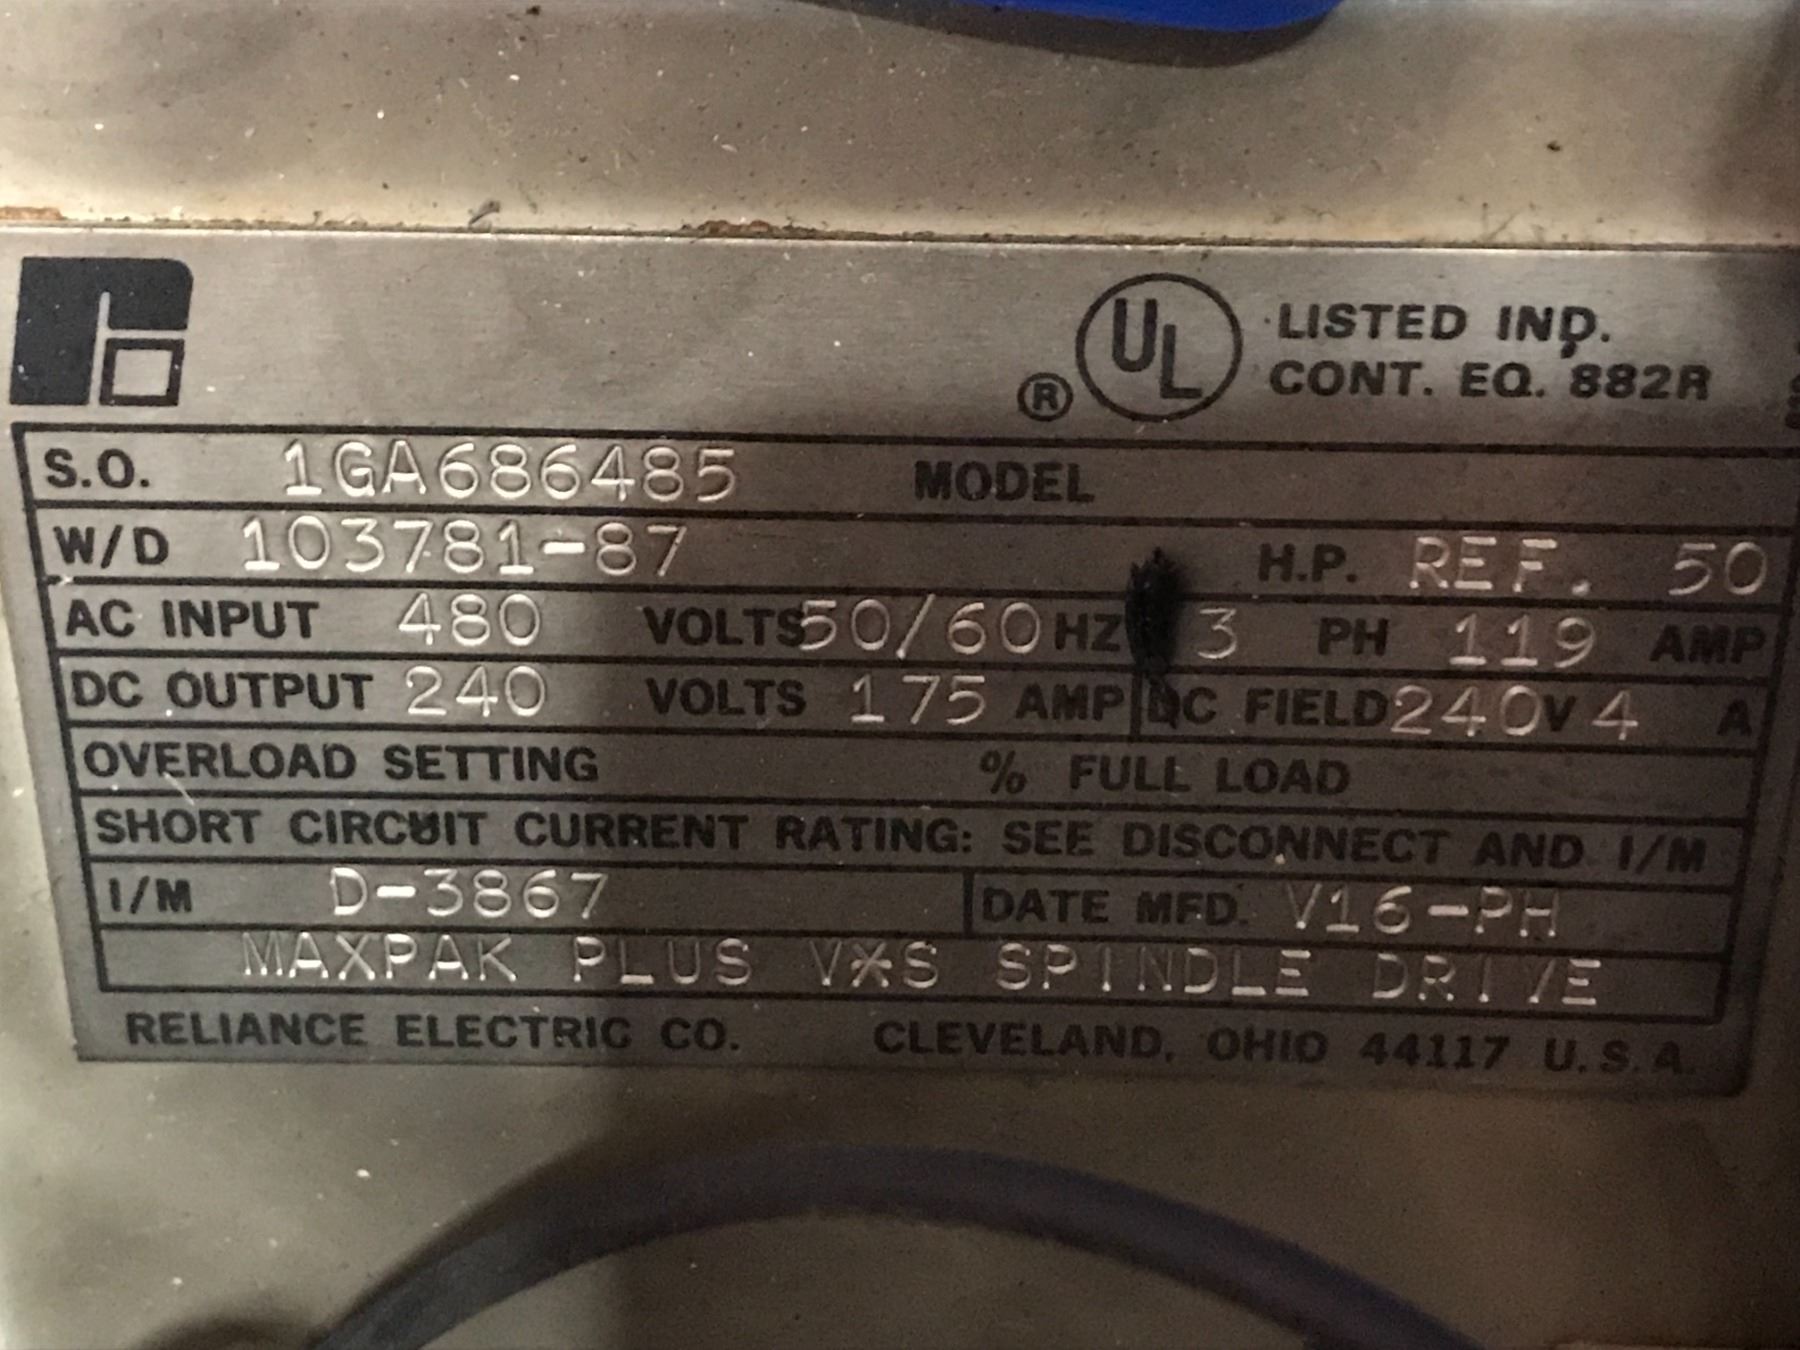 UL LISTED IND.
® CONT. EQ. 882R
S.O. 1GA686485 MODEL
W/D 103781-87 H.P. REF. 50
AC INPUT 480 VOLTS 50/60 HZ 3 PH 119 AMP
DC OUTPUT 240 VOLTS 175 AMP DC FIELD 240V 4 A
OVERLOAD SETTING % FULL LOAD
SHORT CIRCUIT CURRENT RATING: SEE DISCONNECT AND I/M
I/M D-3867 DATE MFD. V16-PH
MAXPAK PLUS V*S SPINDLE DRIVE
RELIANCE ELECTRIC CO. CLEVELAND, OHIO 44117 U.S.A.